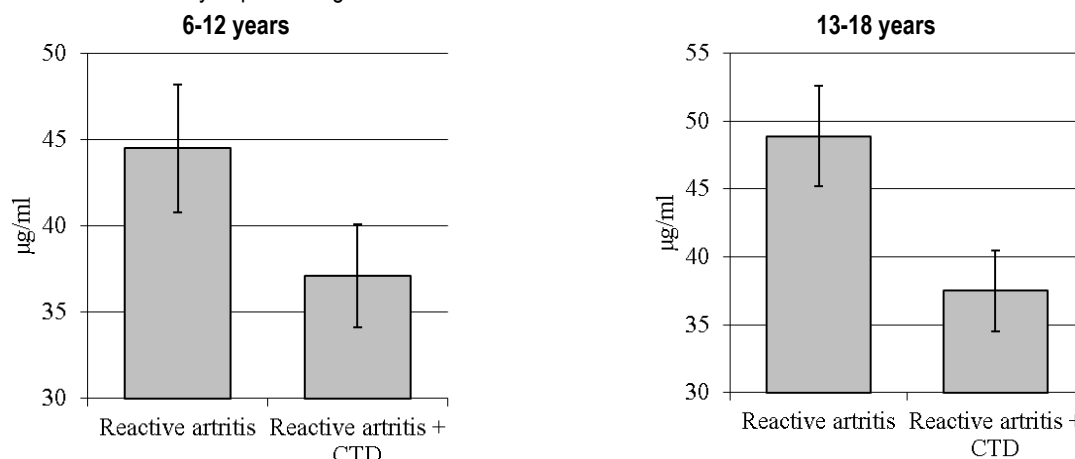 6-12 years
50
45
40
35
30
µg/ml
Reactive artritis
Reactive artritis +
CTD
13-18 years
55
50
45
40
35
30
µg/ml
Reactive artritis
Reactive artritis +
CTD